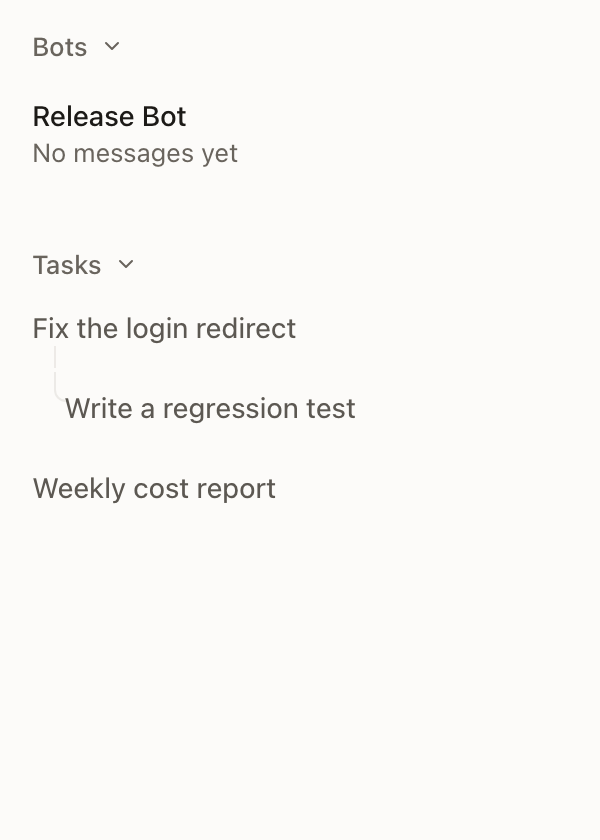 Bots
Release Bot
No messages yet
Tasks
Fix the login redirect
Write a regression test
Weekly cost report